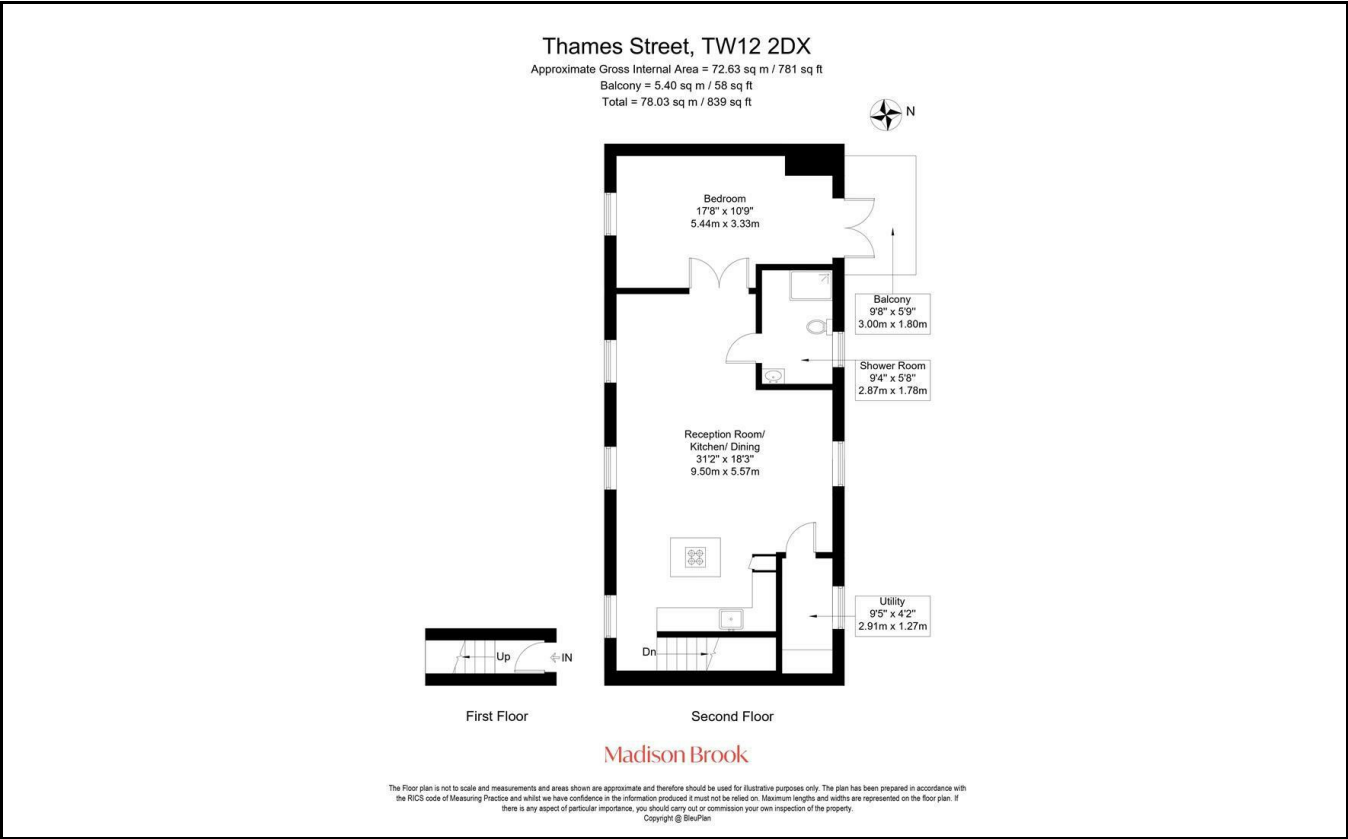 Thames Street, TW12 2DX
Approximate Gross Internal Area = 72.63 sq m / 781 sq ft
Balcony = 5.40 sq m / 58 sq ft
Total = 78.03 sq m / 839 sq ft
N
Bedroom
17'8" x 10'9"
5.44m x 3.33m
Balcony
9'8" x 5'9"
3.00m x 1.80m
Shower Room
9'4" x 5'8"
2.87m x 1.78m
Reception Room/
Kitchen/ Dining
31'2" x 18'3"
9.50m x 5.57m
Utility
9'5" x 4'2"
2.91m x 1.27m
Up
IN
Dn
First Floor
Second Floor
Madison Brook
The Floor plan is not to scale and measurements and areas shown are approximate and therefore should be used for illustrative purposes only. The plan has been prepared in accordance with
the RICS code of Measuring Practice and whilst we have confidence in the information produced it must not be relied on. Maximum lengths and widths are represented on the floor plan. If
there is any aspect of particular importance, you should carry out or commission your own inspection of the property.
Copyright @ BleuPlan